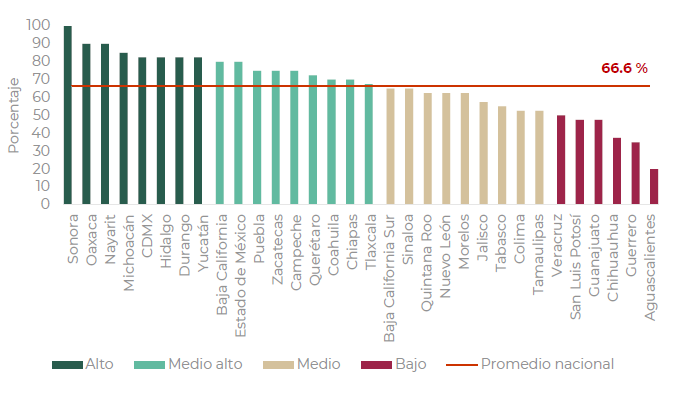 100
90
80
70
60
50
40
30
20
10
0
Porcentaje
66.6 %
Sonora
Oaxaca
Nayarit
Michoacán
CDMX
Hidalgo
Durango
Yucatán
Baja California
Estado de México
Puebla
Zacatecas
Campeche
Querétaro
Coahuila
Chiapas
Tlaxcala
Baja California Sur
Sinaloa
Quintana Roo
Nuevo León
Morelos
Jalisco
Tabasco
Colima
Tamaulipas
Veracruz
San Luis Potosí
Guanajuato
Chihuauhua
Guerrero
Aguascalientes
Alto Medio alto Medio Bajo Promedio nacional